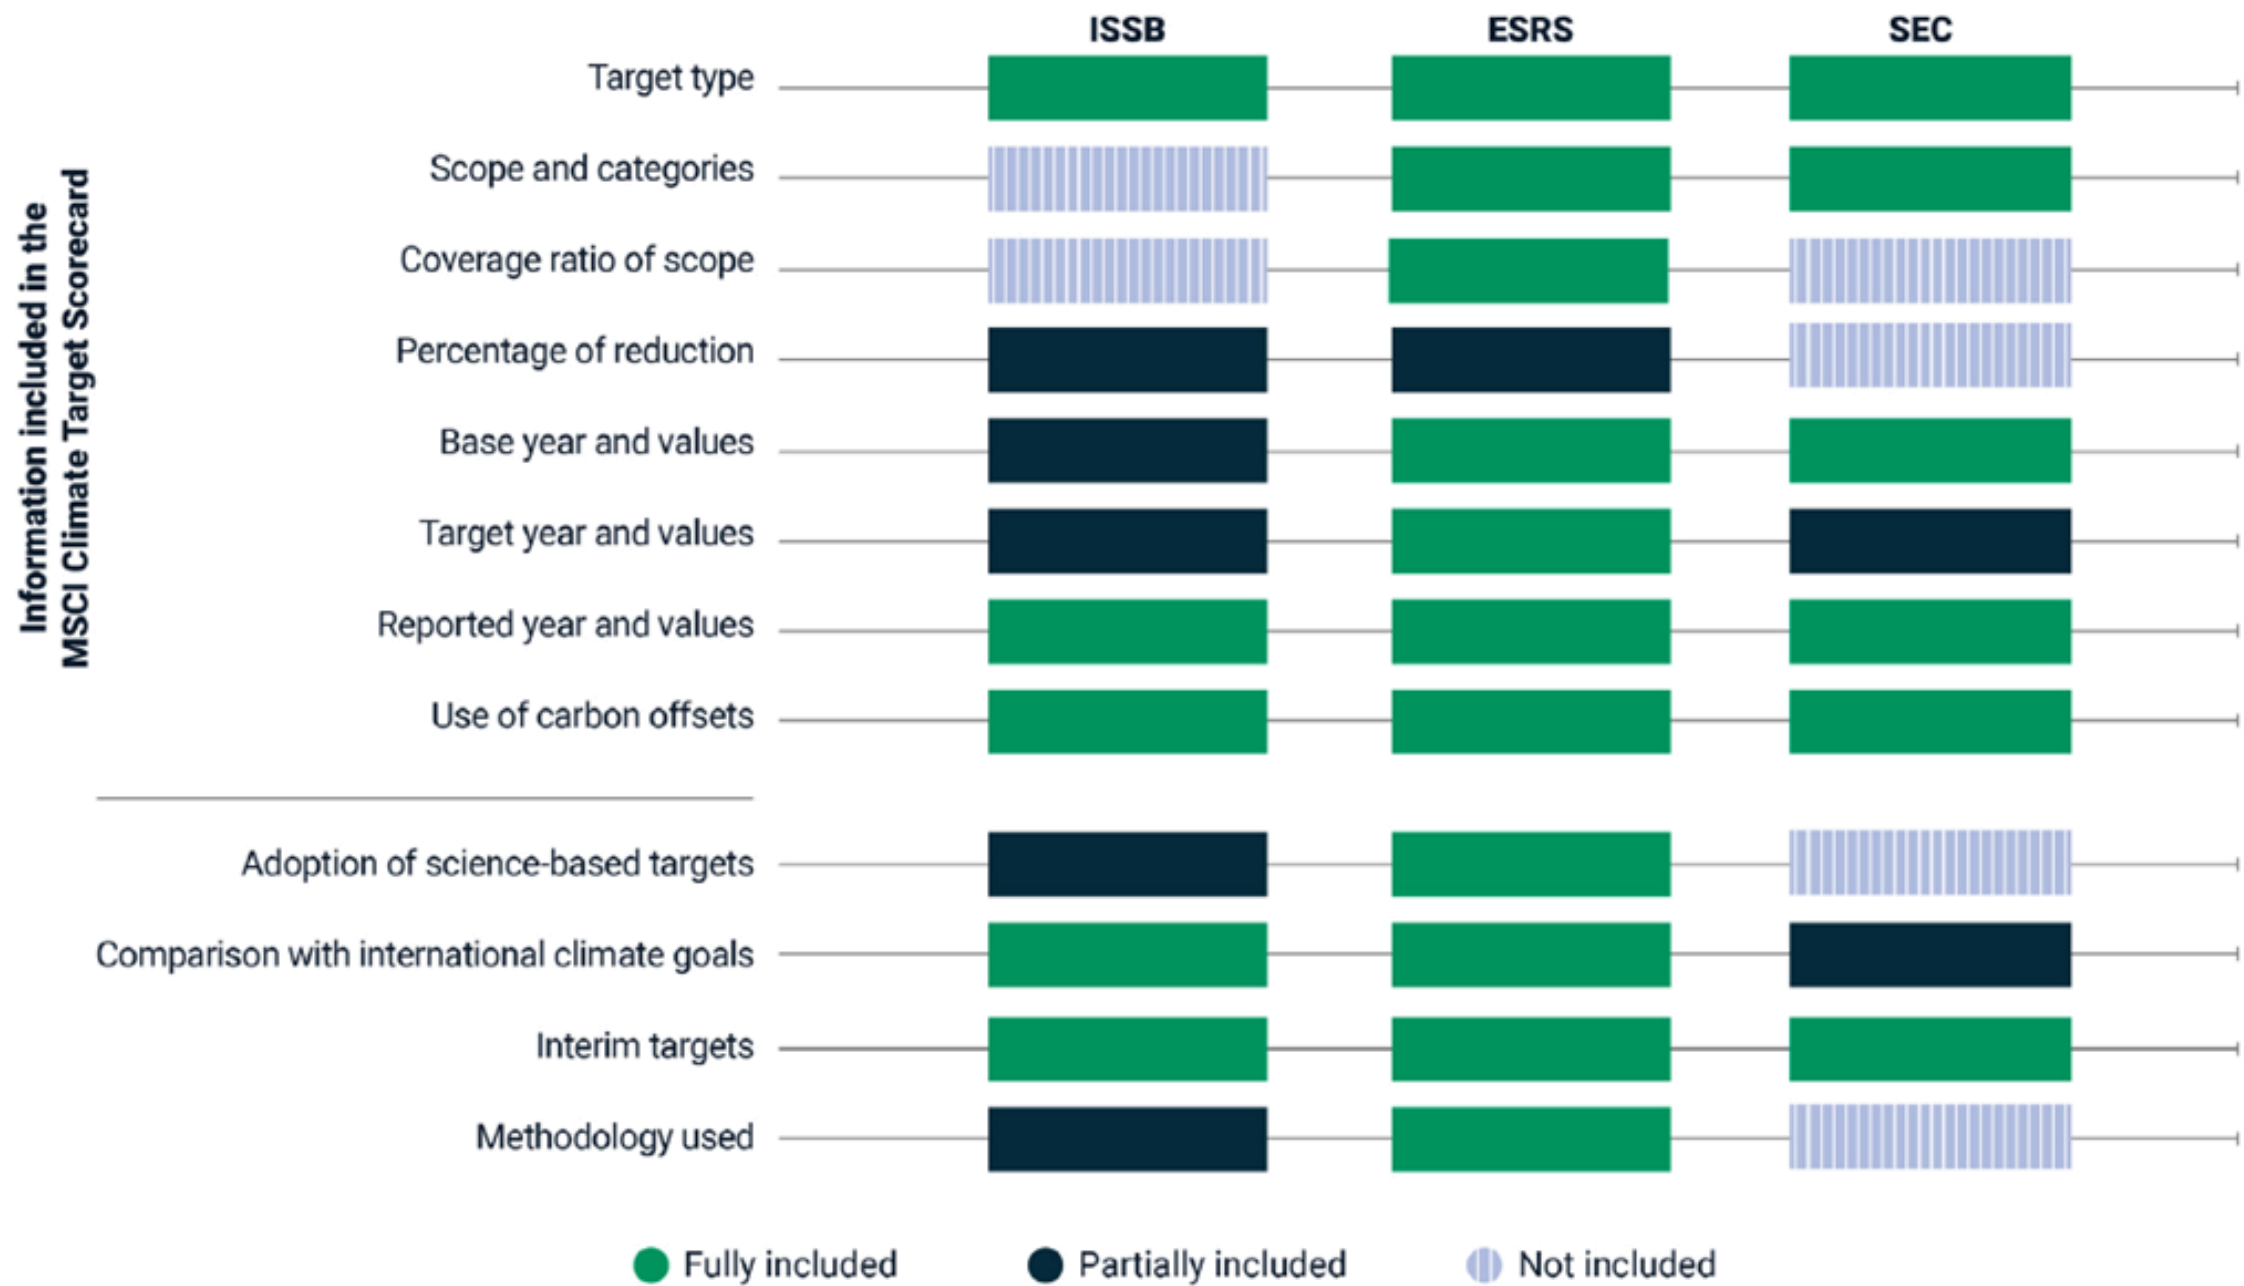 ISSB ESRS SEC
Information included in the
MSCI Climate Target Scorecard
Target type
Scope and categories
Coverage ratio of scope
Percentage of reduction
Base year and values
Target year and values
Reported year and values
Use of carbon offsets
Adoption of science-based targets
Comparison with international climate goals
Interim targets
Methodology used
Fully included Partially included Not included